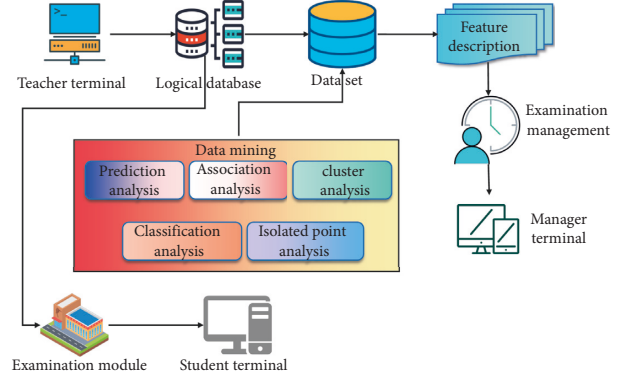 >_
Teacher terminal
Logical database
Data set
Feature
description
Examination
management
Manager
terminal
Data mining
Prediction
analysis
Association
analysis
cluster
analysis
Classification
analysis
Isolated point
analysis
Examination module
Student terminal